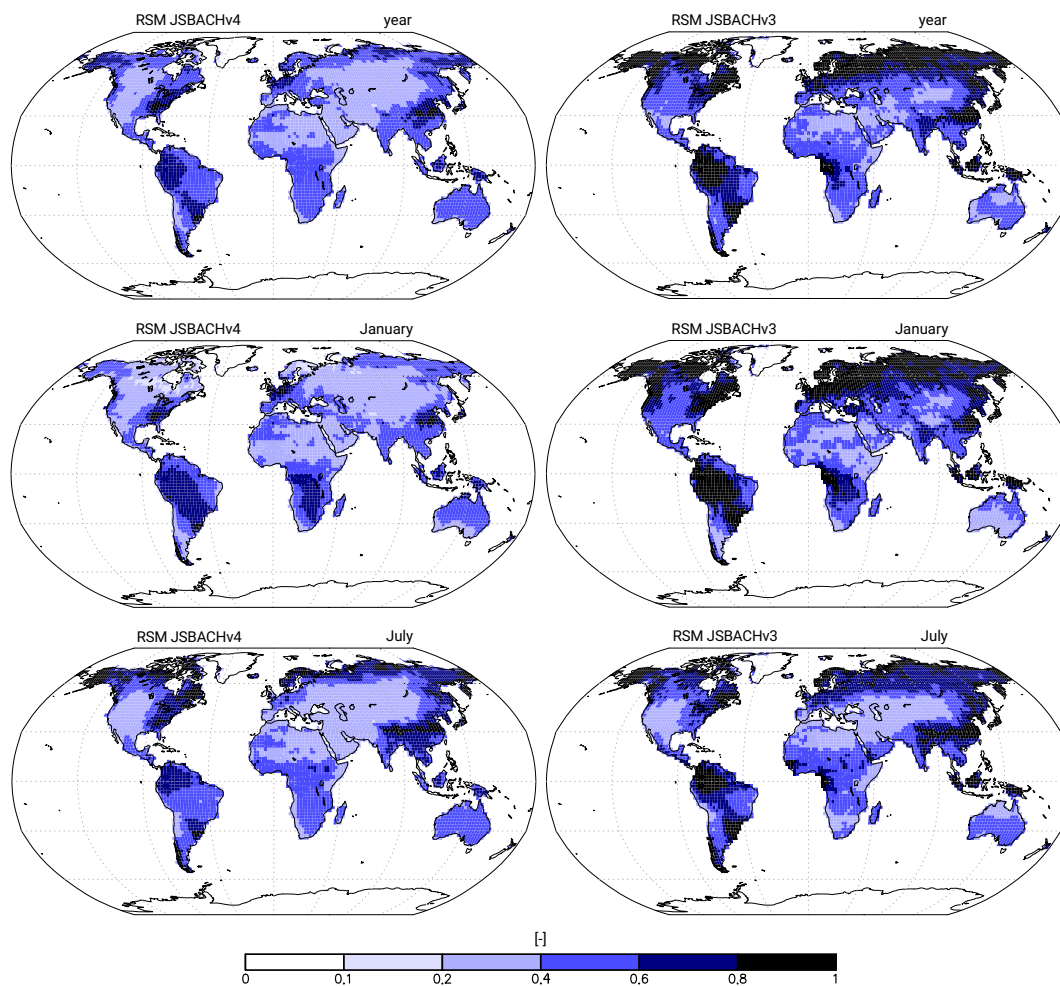 RSM JSBACHv4 year
RSM JSBACHv3 year
RSM JSBACHv4 January
RSM JSBACHv3 January
RSM JSBACHv4 July
RSM JSBACHv3 July
[-]
0 0.1 0.2 0.4 0.6 0.8 1